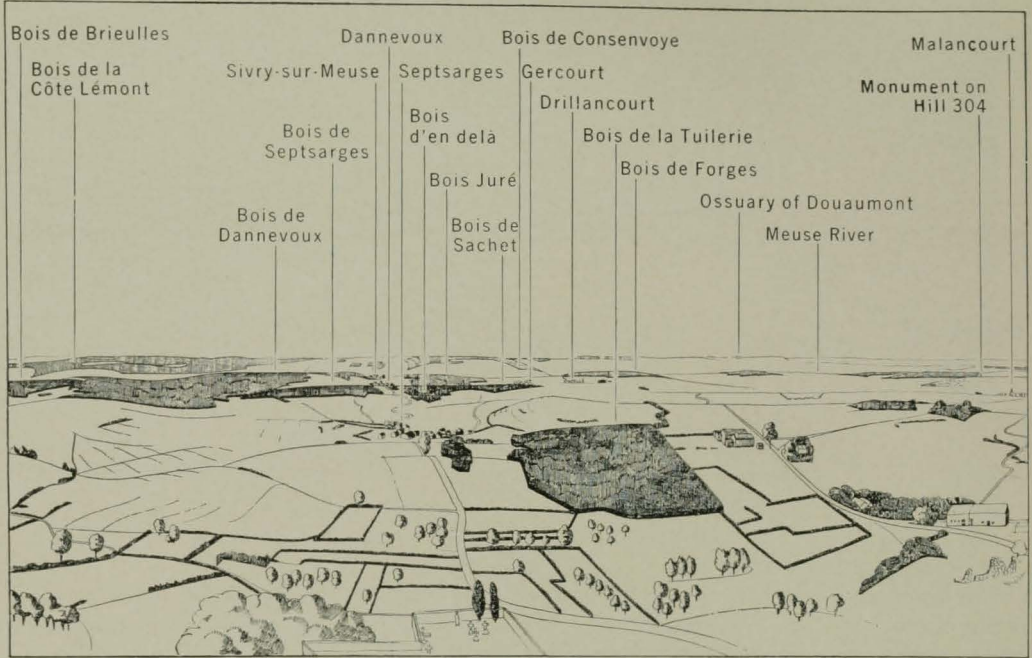 Bois de Brieulles
Bois de la
Côte Lémont
Dannevoux
Sivry-sur-Meuse
Septsarges
Bois de Consenvoye
Gercourt
Malancourt
Monument on
Hill 304
Drillancourt
Bois de
Septsarges
Bois
d'en delà
Bois de la Tuilerie
Bois Juré
Bois de Forges
Bois de
Dannevoux
Bois de
Sachet
Ossuary of Douaumont
Meuse River